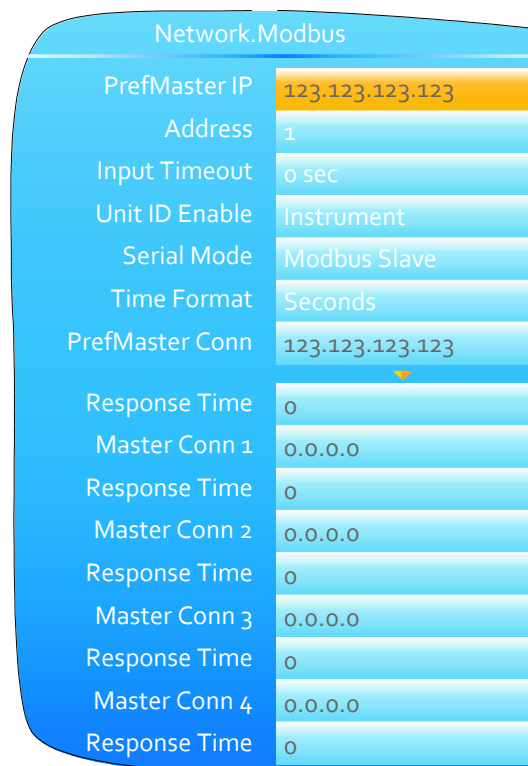 Network.Modbus
PrefMaster IP 123.123.123.123
Address 1
Input Timeout 0 sec
Unit ID Enable Instrument
Serial Mode Modbus Slave
Time Format Seconds
PrefMaster Conn 123.123.123.123
Response Time 0
Master Conn 1 0.0.0.0
Response Time 0
Master Conn 2 0.0.0.0
Response Time 0
Master Conn 3 0.0.0.0
Response Time 0
Master Conn 4 0.0.0.0
Response Time 0